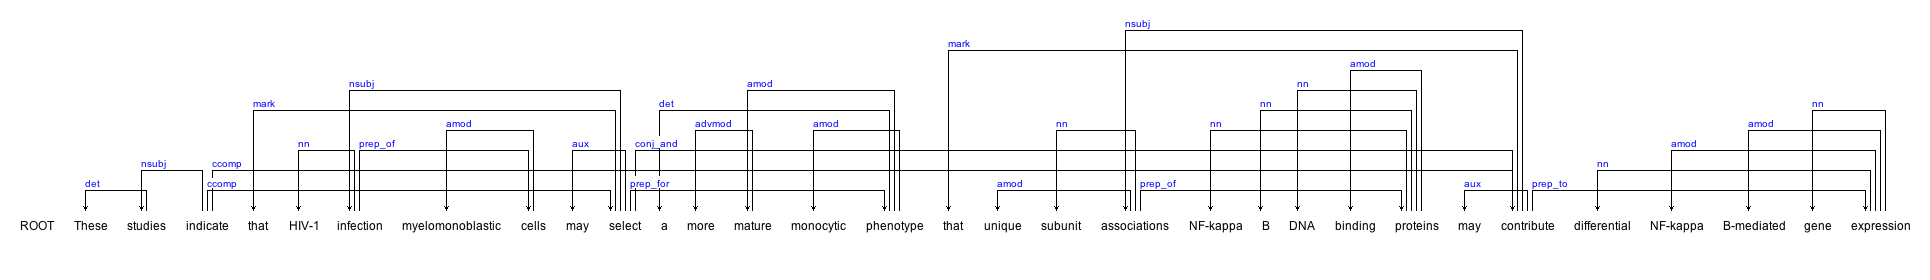 nsubj
mark
amod
nsubj amod nn
mark det nn nn
amod advmod amod nn nn amod
nn prep_of aux conj_and amod
nsubj ccomp nn
det ccomp prep_for amod prep_of aux prep_to
ROOT These studies indicate that HIV-1 infection myelomonoblastic cells may select a more mature monocytic phenotype that unique subunit associations NF-kappa B DNA binding proteins may contribute differential NF-kappa B-mediated gene expression